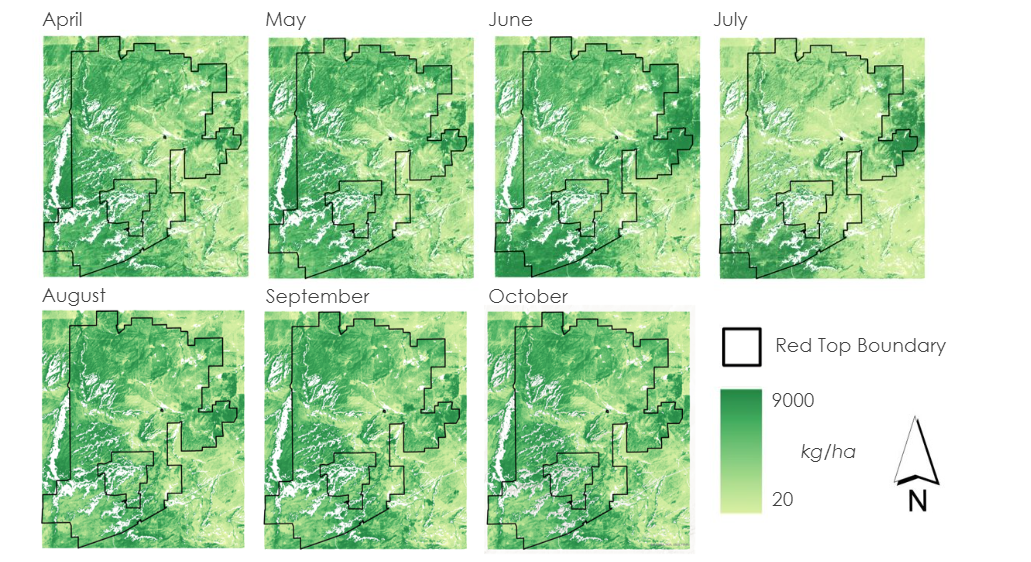 April
May
June
July
August
September
October
Red Top Boundary
9000
kg/ha
20
N